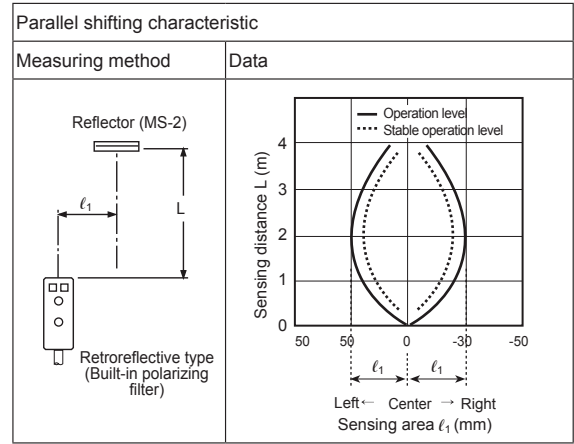 Parallel shifting characteristic
Measuring method
Data
Reflector (MS-2)
ℓ1
L
Retroreflective type
(Built-in polarizing
filter)
Operation level
Stable operation level
Sensing distance L (m)
4
3
2
1
0
50 50 0 -30 -50
ℓ1 ℓ1
Left← Center → Right
Sensing area ℓ1 (mm)